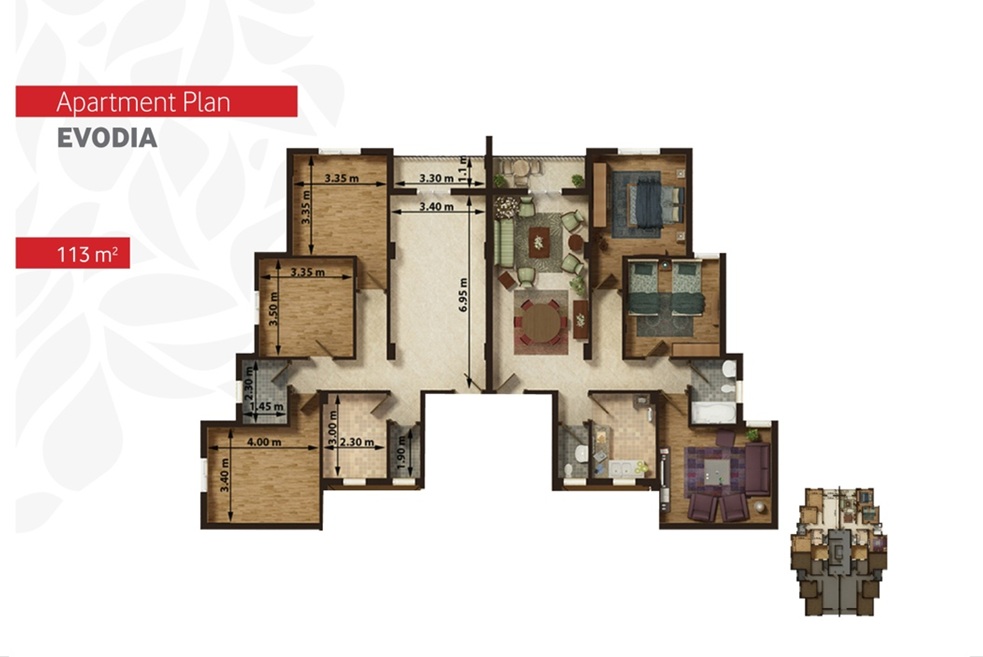 Apartment Plan
EVODIA
113 m²
3.35 m
3.35 m
3.30 m
1.1 m
3.40 m
6.95 m
3.35 m
3.50 m
2.30 m
1.45 m
3.00 m
2.30 m
1.90 m
4.00 m
3.40 m